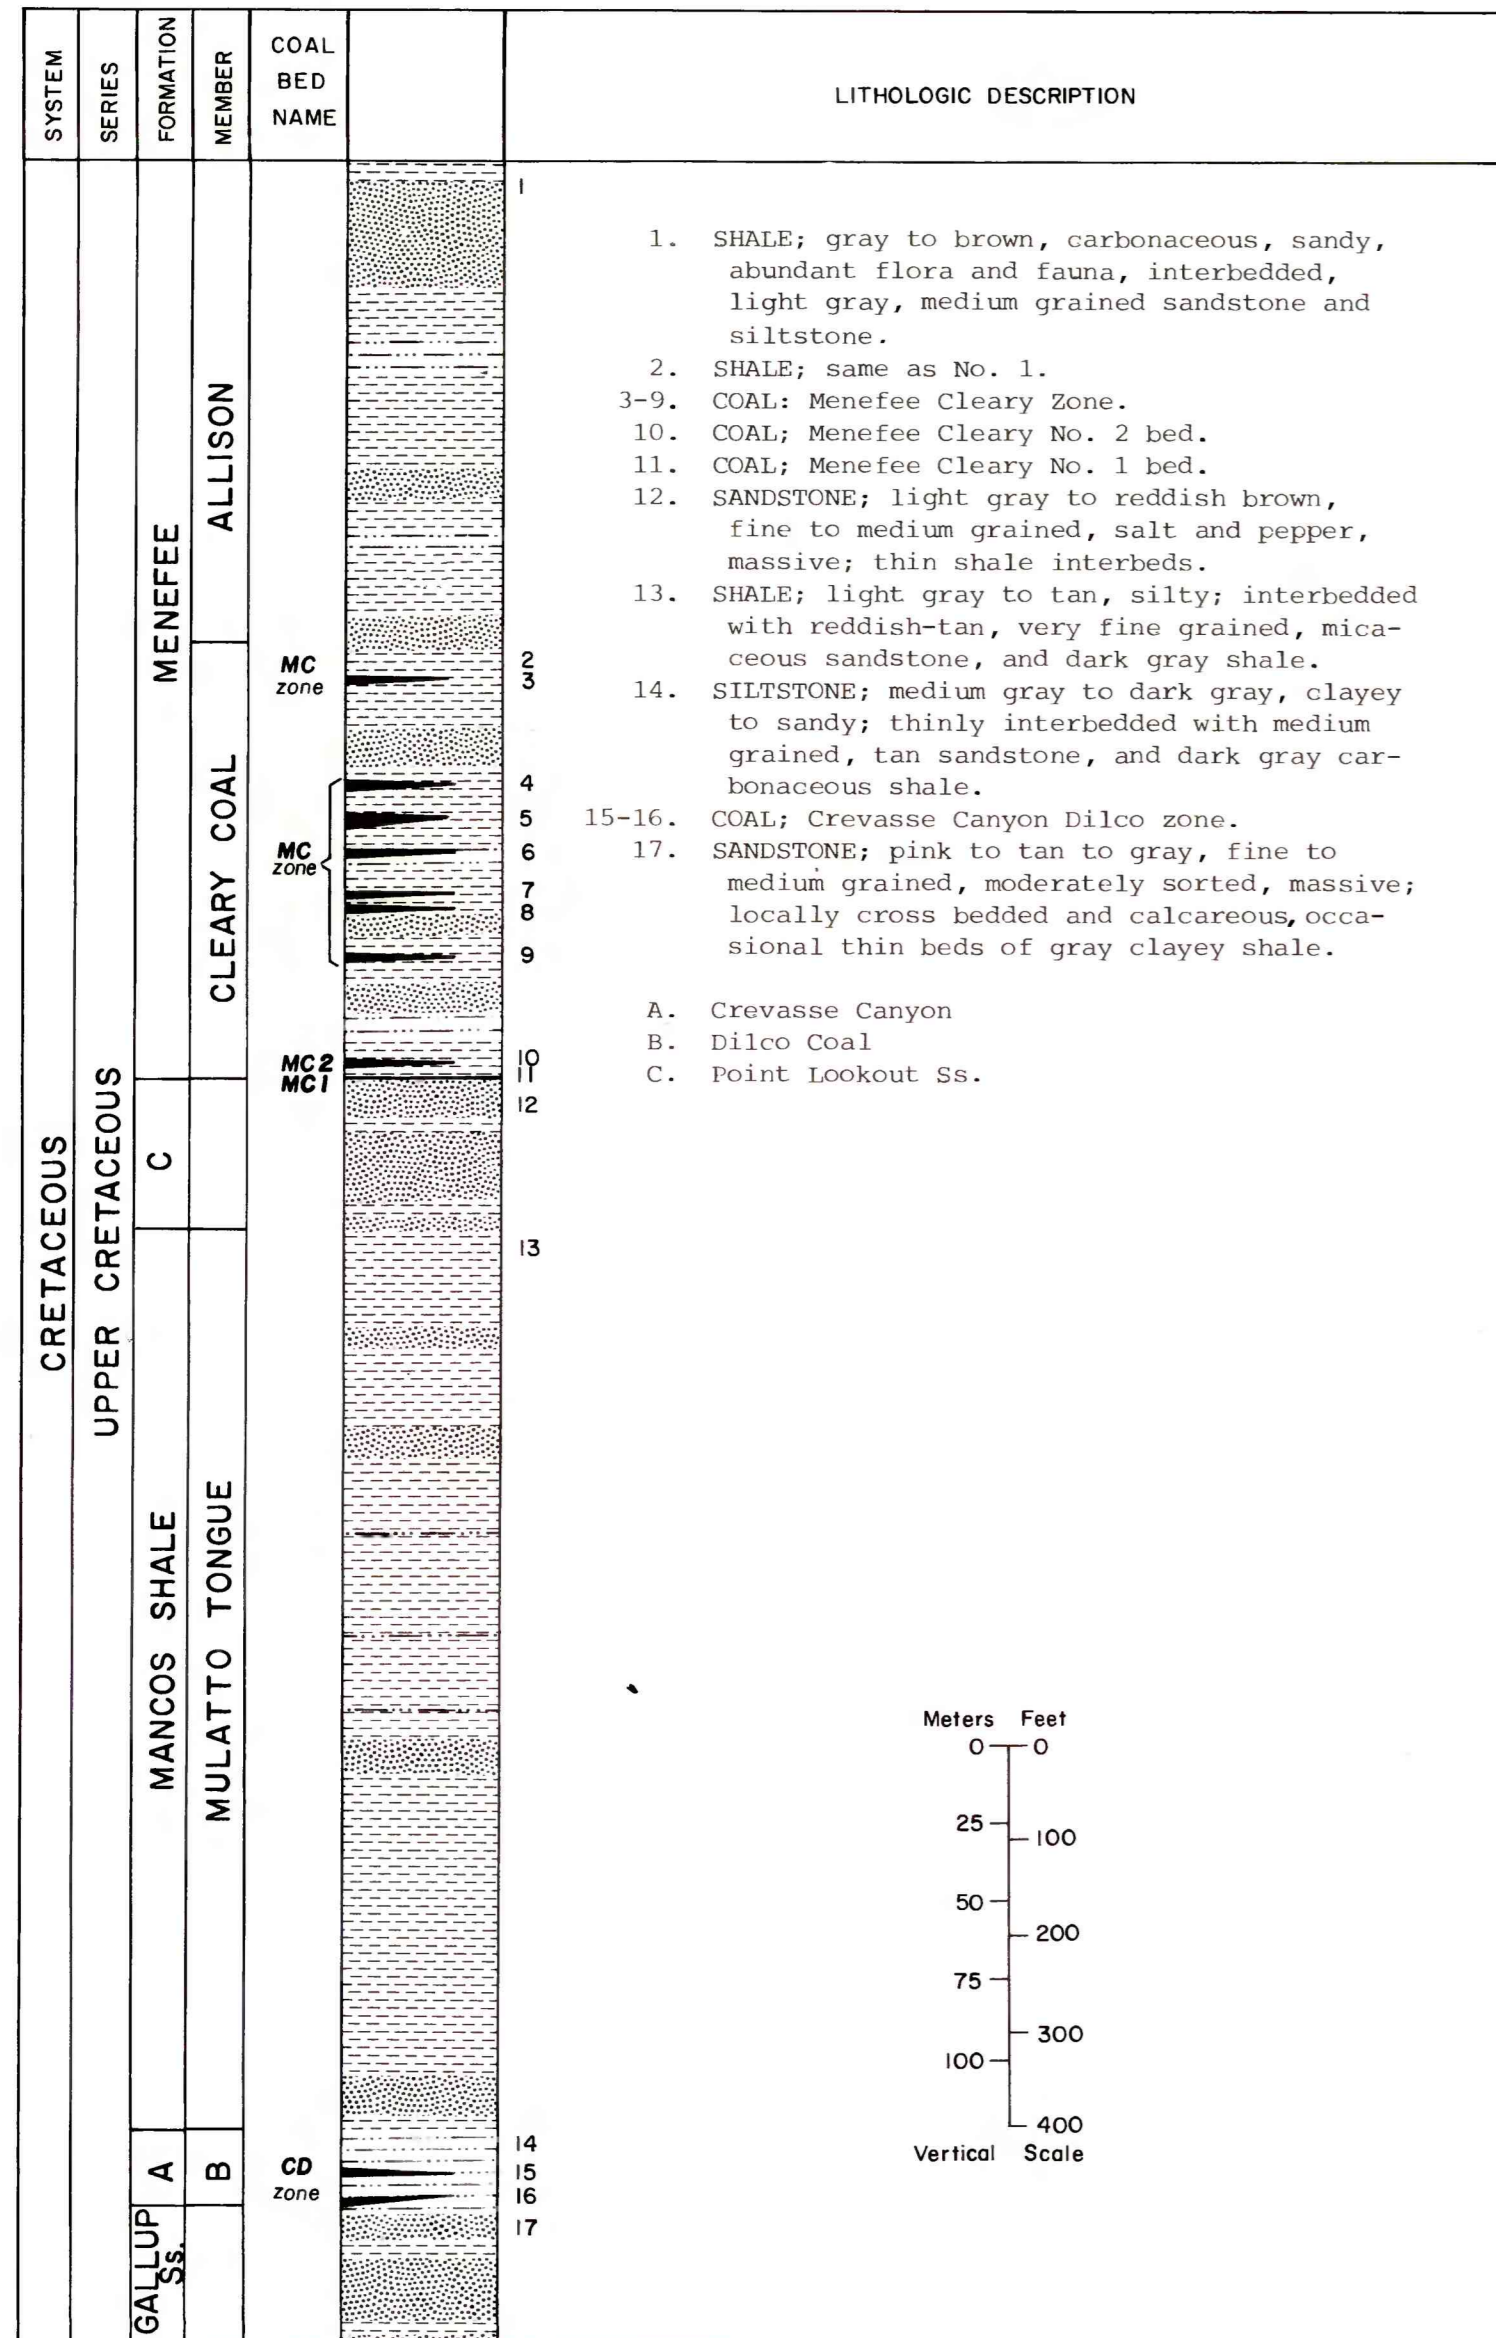 SYSTEM
SERIES
FORMATION
MEMBER
COAL
BED
NAME
LITHOLOGIC DESCRIPTION
CRETACEOUS
UPPER CRETACEOUS
MENEFEE
C
MANCOS SHALE
A
GALLUP
Ss.
ALLISON
CLEARY COAL
MULATTO TONGUE
B
MC
zone
MC
zone
MC2
MC1
CD
zone
1
2
3
4
5
6
7
8
9
10
11
12
13
14
15
16
17
1. SHALE; gray to brown, carbonaceous, sandy,
abundant flora and fauna, interbedded,
light gray, medium grained sandstone and
siltstone.
2. SHALE; same as No. 1.
3-9. COAL: Menefee Cleary Zone.
10. COAL; Menefee Cleary No. 2 bed.
11. COAL; Menefee Cleary No. 1 bed.
12. SANDSTONE; light gray to reddish brown,
fine to medium grained, salt and pepper,
massive; thin shale interbeds.
13. SHALE; light gray to tan, silty; interbedded
with reddish-tan, very fine grained, mica-
ceous sandstone, and dark gray shale.
14. SILTSTONE; medium gray to dark gray, clayey
to sandy; thinly interbedded with medium
grained, tan sandstone, and dark gray car-
bonaceous shale.
15-16. COAL; Crevasse Canyon Dilco zone.
17. SANDSTONE; pink to tan to gray, fine to
medium grained, moderately sorted, massive;
locally cross bedded and calcareous, occa-
sional thin beds of gray clayey shale.
A. Crevasse Canyon
B. Dilco Coal
C. Point Lookout Ss.
Meters Feet
0 0
25
100
50
200
75
300
100
400
Vertical Scale